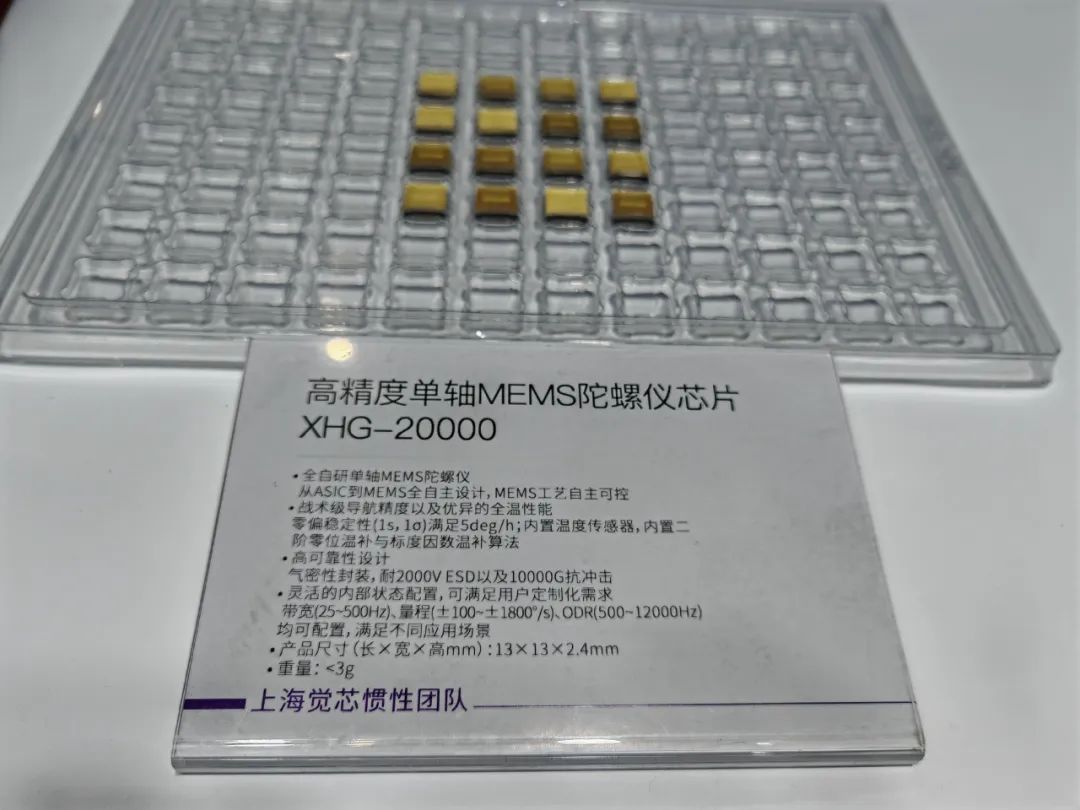 高精度单轴MEMS陀螺仪芯片
XHG-20000
•全自研单轴MEMS陀螺仪
从ASIC到MEMS全自主设计,MEMS工艺自主可控
•战术级导航精度以及优异的全温性能
零偏稳定性(1s,1σ)满足5deg/h;内置温度传感器,内置二
阶零位温补与标度因数温补算法
•高可靠性设计
气密性封装,耐2000V ESD以及10000G抗冲击
•灵活的内部状态配置,可满足用户定制化需求
带宽(25~500Hz)、量程(±100~±1800°/s)、ODR(500~12000Hz)
均可配置,满足不同应用场景
•产品尺寸(长×宽×高mm):13×13×2.4mm
•重量:<3g
上海觉芯惯性团队